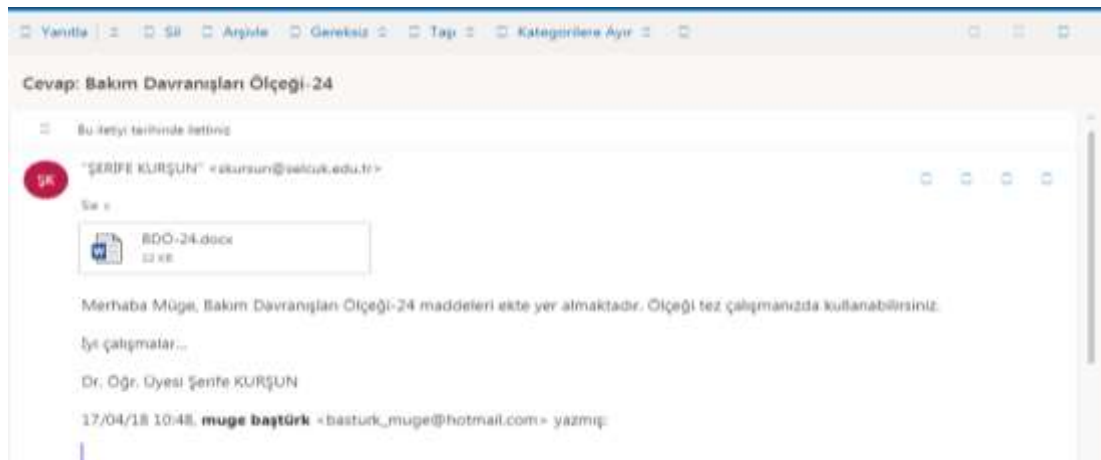 Yanıtla Sil Arşivle Gereksiz Taşı Kategorilere Ayır
Cevap: Bakım Davranışları Ölçeği-24
Bu iletiyi tarihinde ilettiniz
ŞK
"ŞERİFE KURŞUN" <skursun@selcuk.edu.tr>
Siz
BDÖ-24.docx
12 KB
Merhaba Müge, Bakım Davranışları Ölçeği-24 maddeleri ekte yer almaktadır. Ölçeği tez çalışmanızda kullanabilirsiniz.
İyi çalışmalar...
Dr. Öğr. Üyesi Şerife KURŞUN
17/04/18 10:48, muge baştürk <basturk_muge@hotmail.com> yazmış: